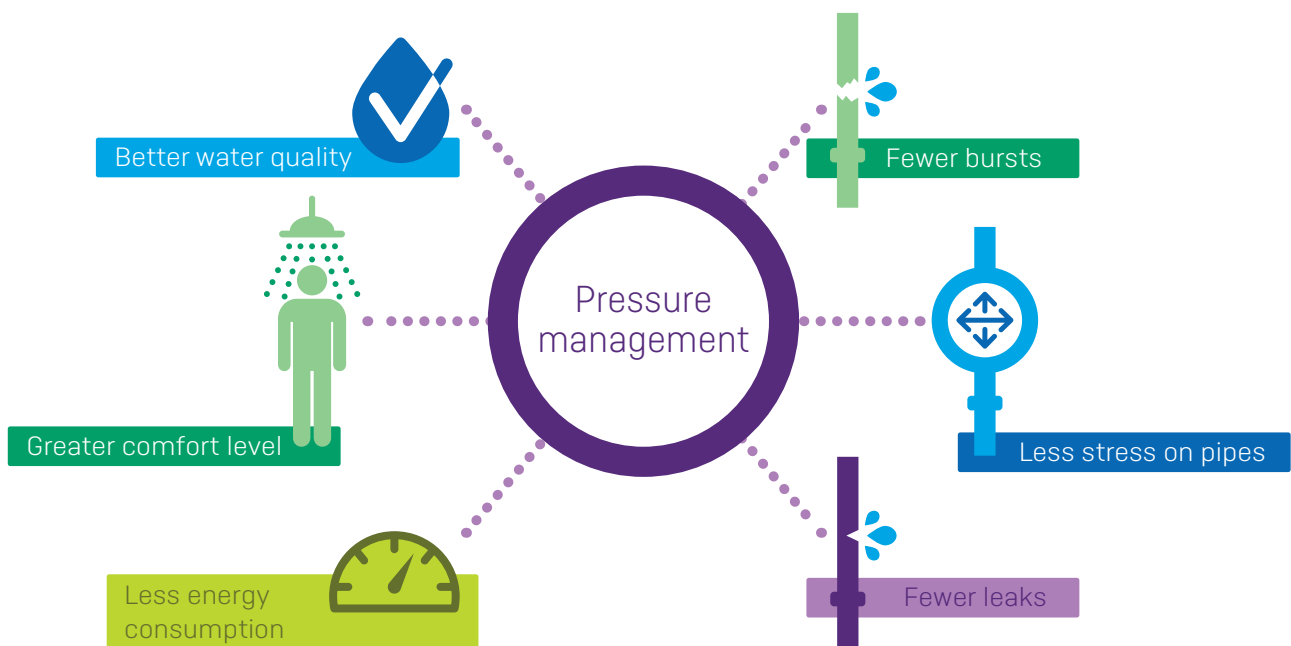 Better water quality
Fewer bursts
Pressure
management
Greater comfort level
Less stress on pipes
Less energy
consumption
Fewer leaks